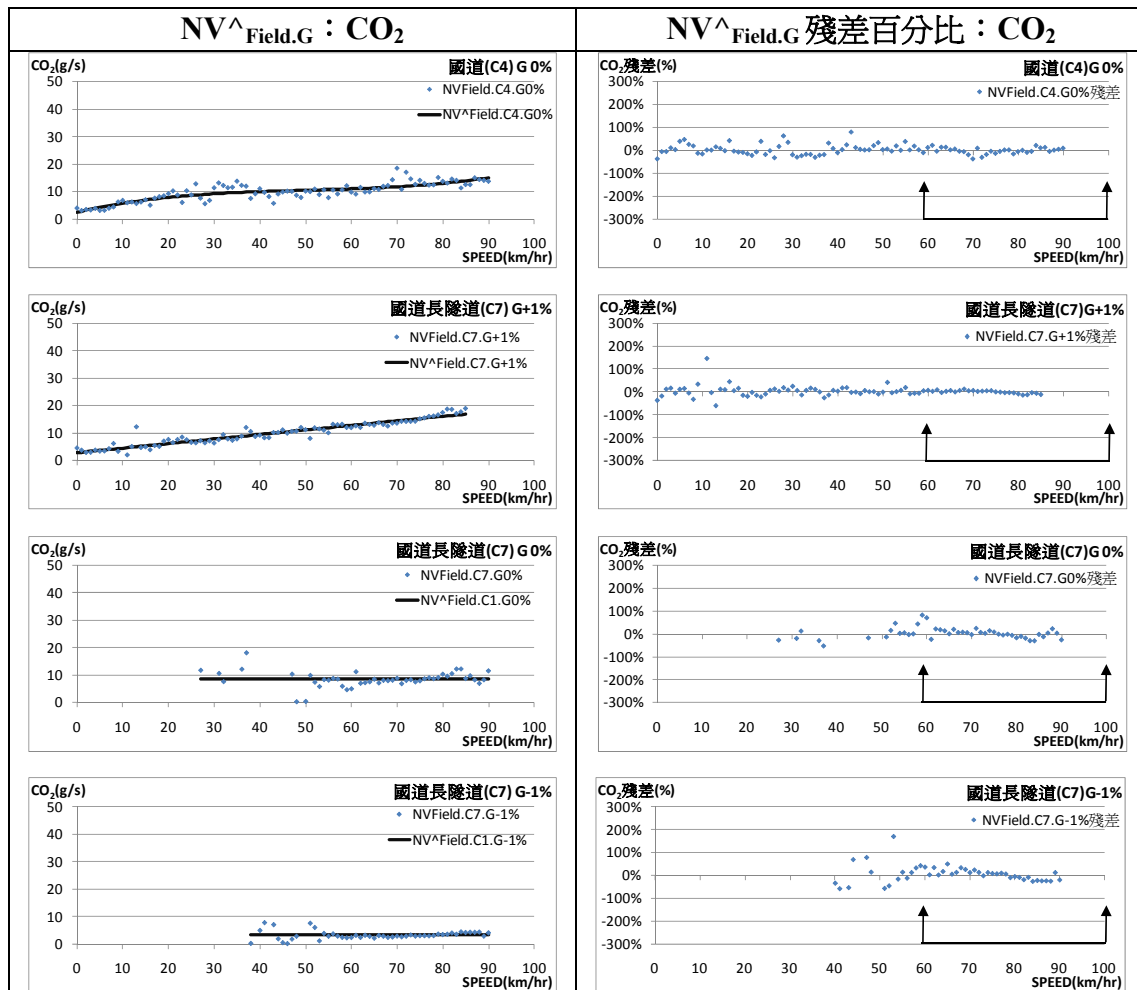 NV^Field.G：CO₂
NV^Field.G 殘差百分比：CO₂
CO₂(g/s)
國道(C4) G 0%
NVField.C4.G0%
NV^Field.C4.G0%
50
40
30
20
10
0
0 10 20 30 40 50 60 70 80 90 100
SPEED(km/hr)
CO₂殘差(%)
國道(C4) G 0%
NVField.C4.G0%殘差
300%
200%
100%
0%
-100%
-200%
-300%
0 10 20 30 40 50 60 70 80 90 100
SPEED(km/hr)
CO₂(g/s)
國道長隧道(C7) G+1%
NVField.C7.G+1%
NV^Field.C7.G+1%
50
40
30
20
10
0
0 10 20 30 40 50 60 70 80 90 100
SPEED(km/hr)
CO₂殘差(%)
國道長隧道(C7)G+1%
NVField.C7.G+1%殘差
300%
200%
100%
0%
-100%
-200%
-300%
0 10 20 30 40 50 60 70 80 90 100
SPEED(km/hr)
CO₂(g/s)
國道長隧道(C7) G 0%
NVField.C7.G0%
NV^Field.C1.G0%
50
40
30
20
10
0
0 10 20 30 40 50 60 70 80 90 100
SPEED(km/hr)
CO₂殘差(%)
國道長隧道(C7)G 0%
NVField.C7.G0%殘差
300%
200%
100%
0%
-100%
-200%
-300%
0 10 20 30 40 50 60 70 80 90 100
SPEED(km/hr)
CO₂(g/s)
國道長隧道(C7) G-1%
NVField.C7.G-1%
NV^Field.C1.G-1%
50
40
30
20
10
0
0 10 20 30 40 50 60 70 80 90 100
SPEED(km/hr)
CO₂殘差(%)
國道長隧道(C7)G-1%
NVField.C7.G-1%殘差
300%
200%
100%
0%
-100%
-200%
-300%
0 10 20 30 40 50 60 70 80 90 100
SPEED(km/hr)